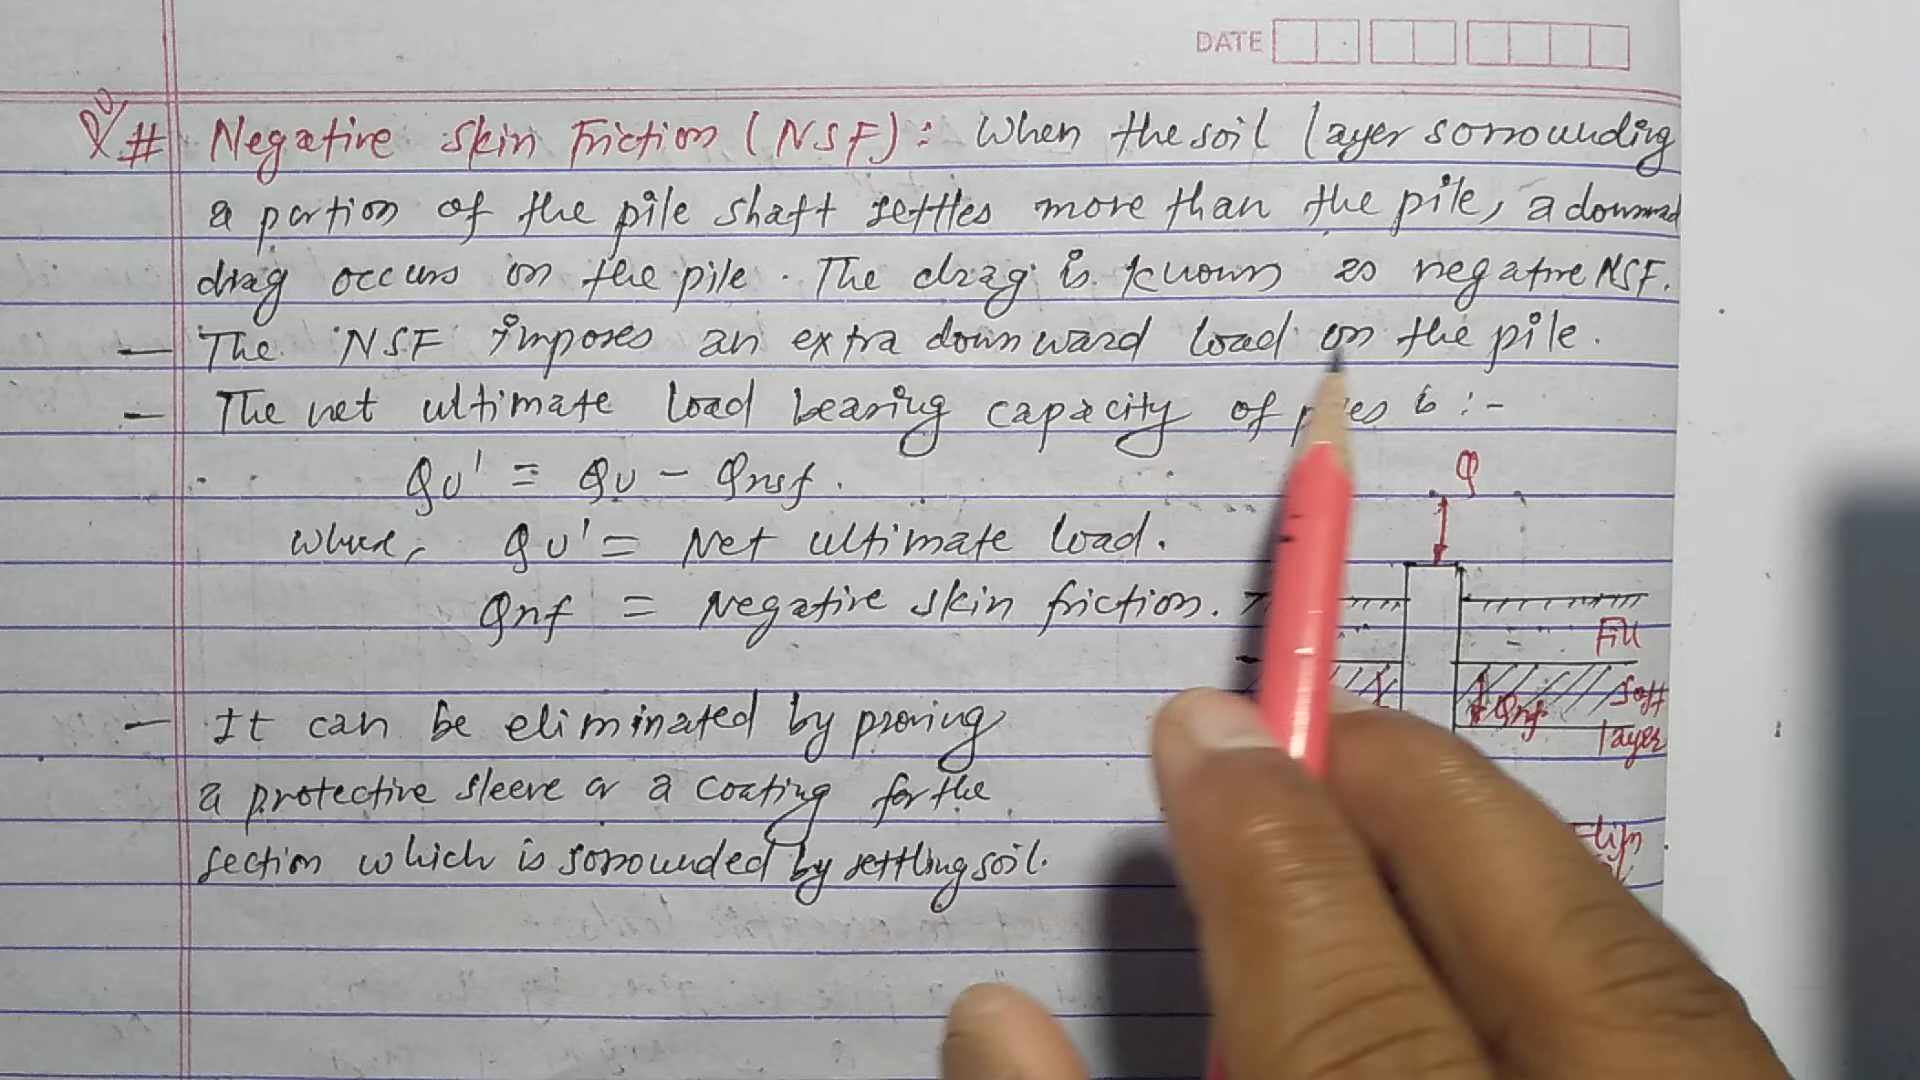 DATE
# Negative Skin Friction (NSF): When the soil layer sorrounding
a portion of the pile shaft settles more than the pile, a downward
drag occurs on the pile. The drag is known as negative NSF.
— The NSF imposes an extra downward load on the pile.
— The net ultimate load bearing capacity of piles is :-
Qu' = Qu - Qnsf.
where, Qu' = Net ultimate load.
Qnf = Negative skin friction.
— It can be eliminated by proving
a protective sleeve or a coating for the
section which is sorrounded by settling soil.
Q
Fill
Soft
Qnf
layer